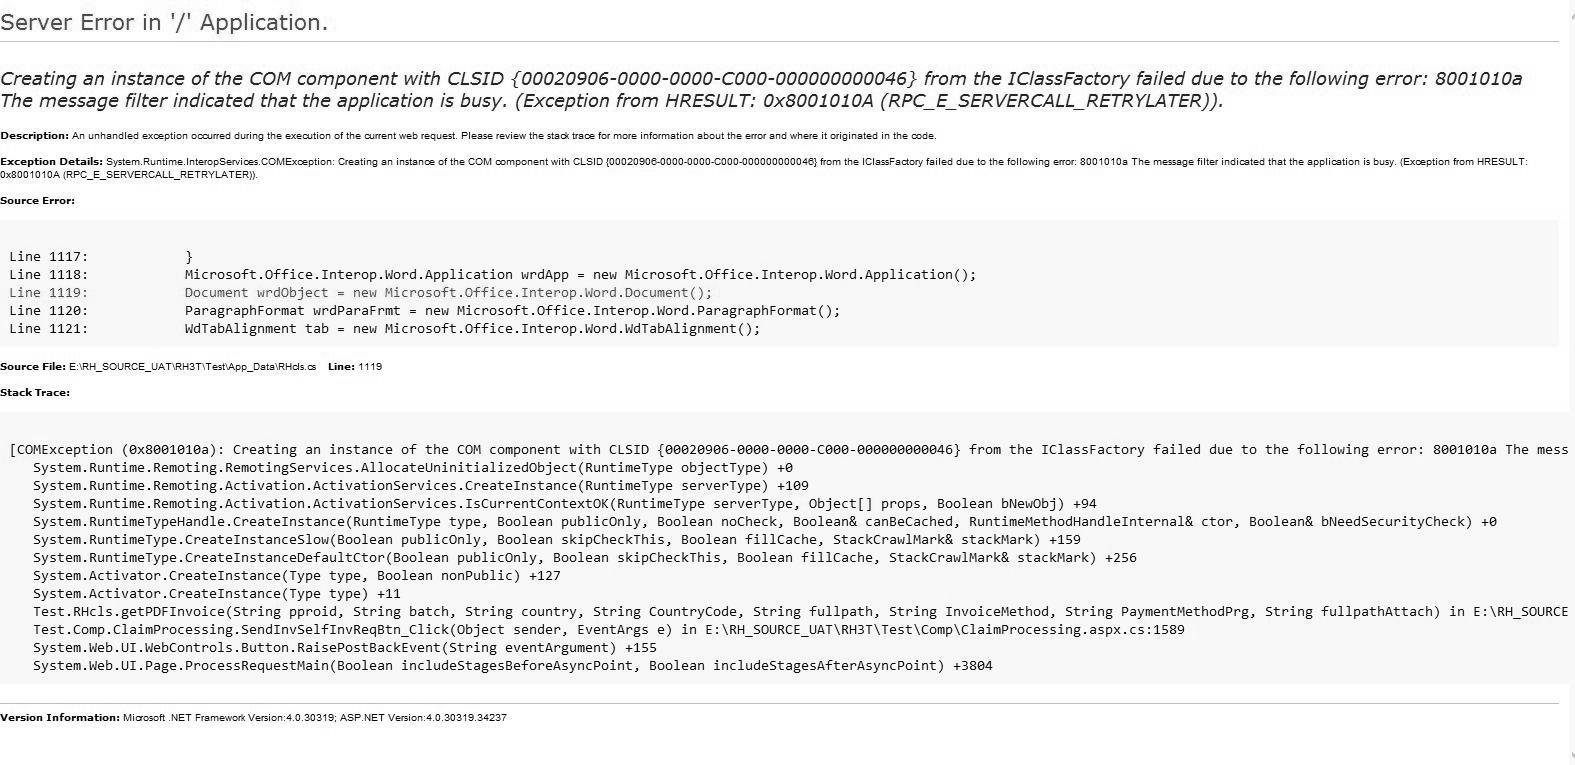 Server Error in '/' Application.
Creating an instance of the COM component with CLSID {00020906-0000-0000-C000-000000000046} from the IClassFactory failed due to the following error: 8001010a
The message filter indicated that the application is busy. (Exception from HRESULT: 0x8001010A (RPC_E_SERVERCALL_RETRYLATER)).
Description: An unhandled exception occurred during the execution of the current web request. Please review the stack trace for more information about the error and where it originated in the code.
Exception Details: System.Runtime.InteropServices.COMException: Creating an instance of the COM component with CLSID {00020906-0000-0000-C000-000000000046} from the IClassFactory failed due to the following error: 8001010a The message filter indicated that the application is busy. (Exception from HRESULT:
0x8001010A (RPC_E_SERVERCALL_RETRYLATER)).
Source Error:
Line 1117: }
Line 1118: Microsoft.Office.Interop.Word.Application wrdApp = new Microsoft.Office.Interop.Word.Application();
Line 1119: Document wrdObject = new Microsoft.Office.Interop.Word.Document();
Line 1120: ParagraphFormat wrdParaFrmt = new Microsoft.Office.Interop.Word.ParagraphFormat();
Line 1121: WdTabAlignment tab = new Microsoft.Office.Interop.Word.WdTabAlignment();
Source File: E:\RH_SOURCE_UAT\RH3T\Test\App_Data\RHcls.cs Line: 1119
Stack Trace:
[COMException (0x8001010a): Creating an instance of the COM component with CLSID {00020906-0000-0000-C000-000000000046} from the IClassFactory failed due to the following error: 8001010a The mess
System.Runtime.Remoting.RemotingServices.AllocateUninitializedObject(RuntimeType objectType) +0
System.Runtime.Remoting.Activation.ActivationServices.CreateInstance(RuntimeType serverType) +109
System.Runtime.Remoting.Activation.ActivationServices.IsCurrentContextOK(RuntimeType serverType, Object[] props, Boolean bNewObj) +94
System.RuntimeTypeHandle.CreateInstance(RuntimeType type, Boolean publicOnly, Boolean noCheck, Boolean& canBeCached, RuntimeMethodHandleInternal& ctor, Boolean& bNeedSecurityCheck) +0
System.RuntimeType.CreateInstanceSlow(Boolean publicOnly, Boolean skipCheckThis, Boolean fillCache, StackCrawlMark& stackMark) +159
System.RuntimeType.CreateInstanceDefaultCtor(Boolean publicOnly, Boolean skipCheckThis, Boolean fillCache, StackCrawlMark& stackMark) +256
System.Activator.CreateInstance(Type type, Boolean nonPublic) +127
System.Activator.CreateInstance(Type type) +11
Test.RHcls.getPDFInvoice(String pproid, String batch, String country, String CountryCode, String fullpath, String InvoiceMethod, String PaymentMethodPrg, String fullpathAttach) in E:\RH_SOURCE
Test.Comp.ClaimProcessing.SendInvSelfInvReqBtn_Click(Object sender, EventArgs e) in E:\RH_SOURCE_UAT\RH3T\Test\Comp\ClaimProcessing.aspx.cs:1589
System.Web.UI.WebControls.Button.RaisePostBackEvent(String eventArgument) +155
System.Web.UI.Page.ProcessRequestMain(Boolean includeStagesBeforeAsyncPoint, Boolean includeStagesAfterAsyncPoint) +3804
Version Information: Microsoft .NET Framework Version:4.0.30319; ASP.NET Version:4.0.30319.34237